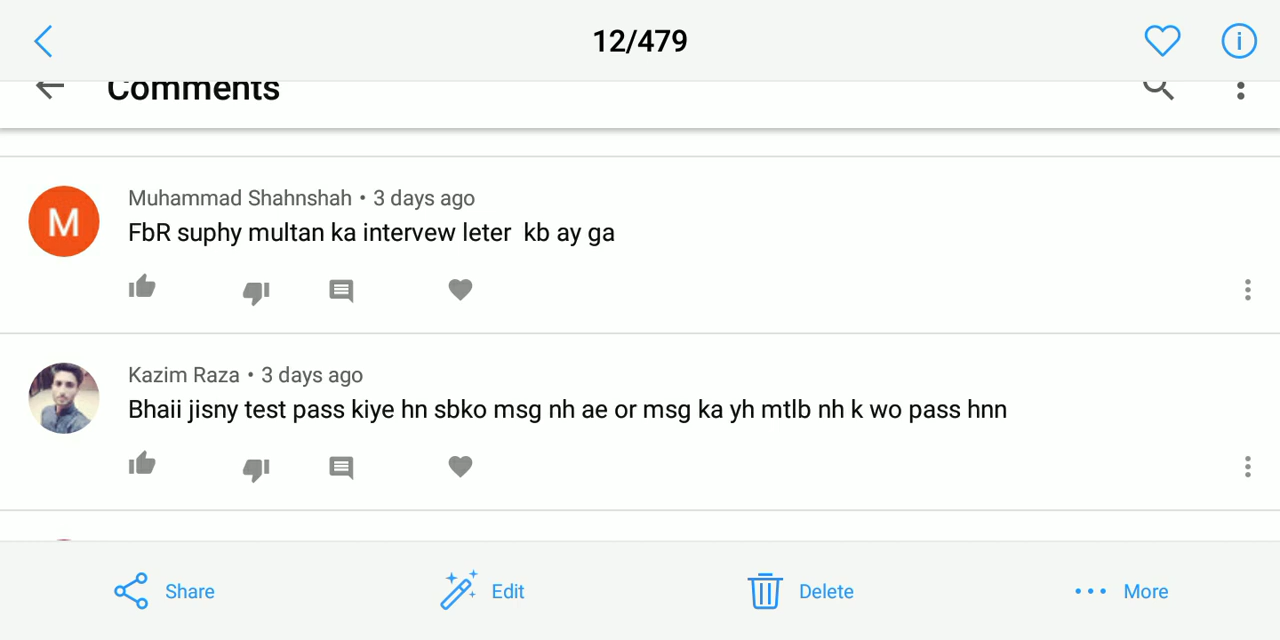 12/479
Comments
Muhammad Shahnshah • 3 days ago
M
FbR suphy multan ka intervew leter  kb ay ga
Kazim Raza • 3 days ago
Bhaii jisny test pass kiye hn sbko msg nh ae or msg ka yh mtlb nh k wo pass hnn
Share
Edit
Delete
More